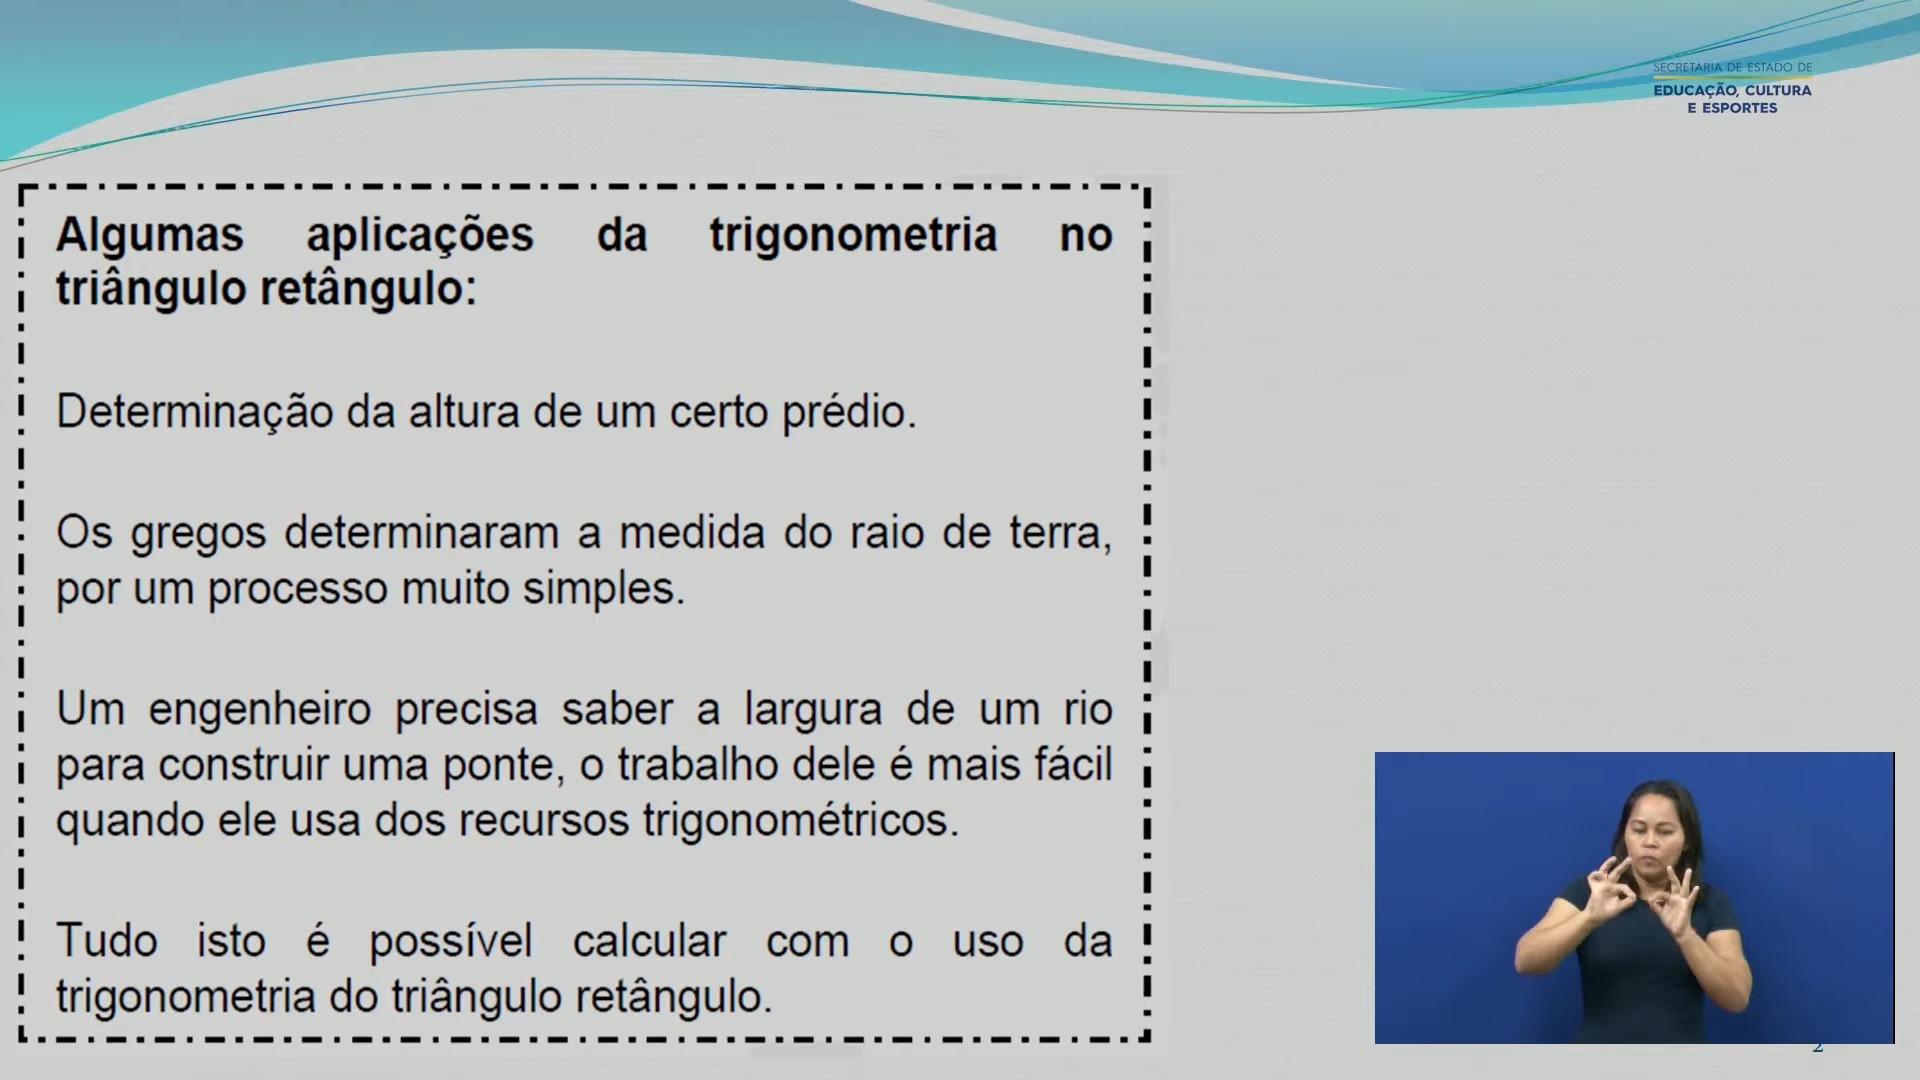 SECRETARIA DE ESTADO DE
EDUCAÇÃO, CULTURA
E ESPORTES
Algumas aplicações da trigonometria no
triângulo retângulo:
Determinação da altura de um certo prédio.
Os gregos determinaram a medida do raio de terra,
por um processo muito simples.
Um engenheiro precisa saber a largura de um rio
para construir uma ponte, o trabalho dele é mais fácil
quando ele usa dos recursos trigonométricos.
Tudo isto é possível calcular com o uso da
trigonometria do triângulo retângulo.
2